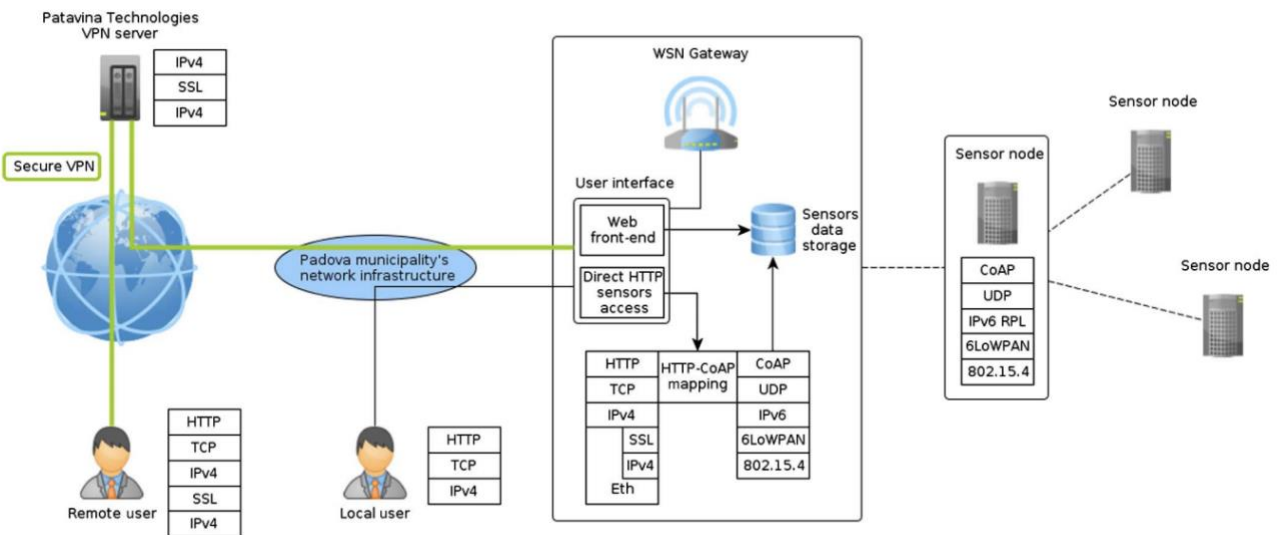 Patavina Technologies
VPN server
IPv4
SSL
IPv4
Secure VPN
Padova municipality's
network infrastructure
Remote user
HTTP
TCP
IPv4
SSL
IPv4
Local user
HTTP
TCP
IPv4
WSN Gateway
User interface
Web
front-end
Direct HTTP
sensors
access
Sensors
data
storage
HTTP
TCP
IPv4
SSL
IPv4
Eth
HTTP-CoAP
mapping
CoAP
UDP
IPv6
6LoWPAN
802.15.4
Sensor node
CoAP
UDP
IPv6 RPL
6LoWPAN
802.15.4
Sensor node
Sensor node